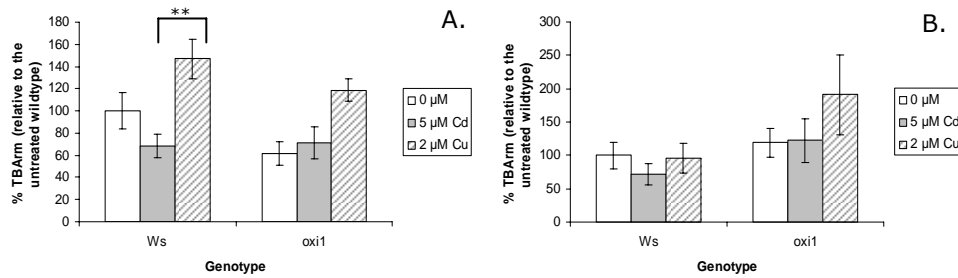 A.
**
% TBArm (relative to the
untreated wildtype)
180
160
140
120
100
80
60
40
20
0
Ws
oxi1
Genotype
0 µM
5 µM Cd
2 µM Cu
B.
% TBArm (relative to the
untreated wildtype)
300
250
200
150
100
50
0
Ws
oxi1
Genotype
0 µM
5 µM Cd
2 µM Cu